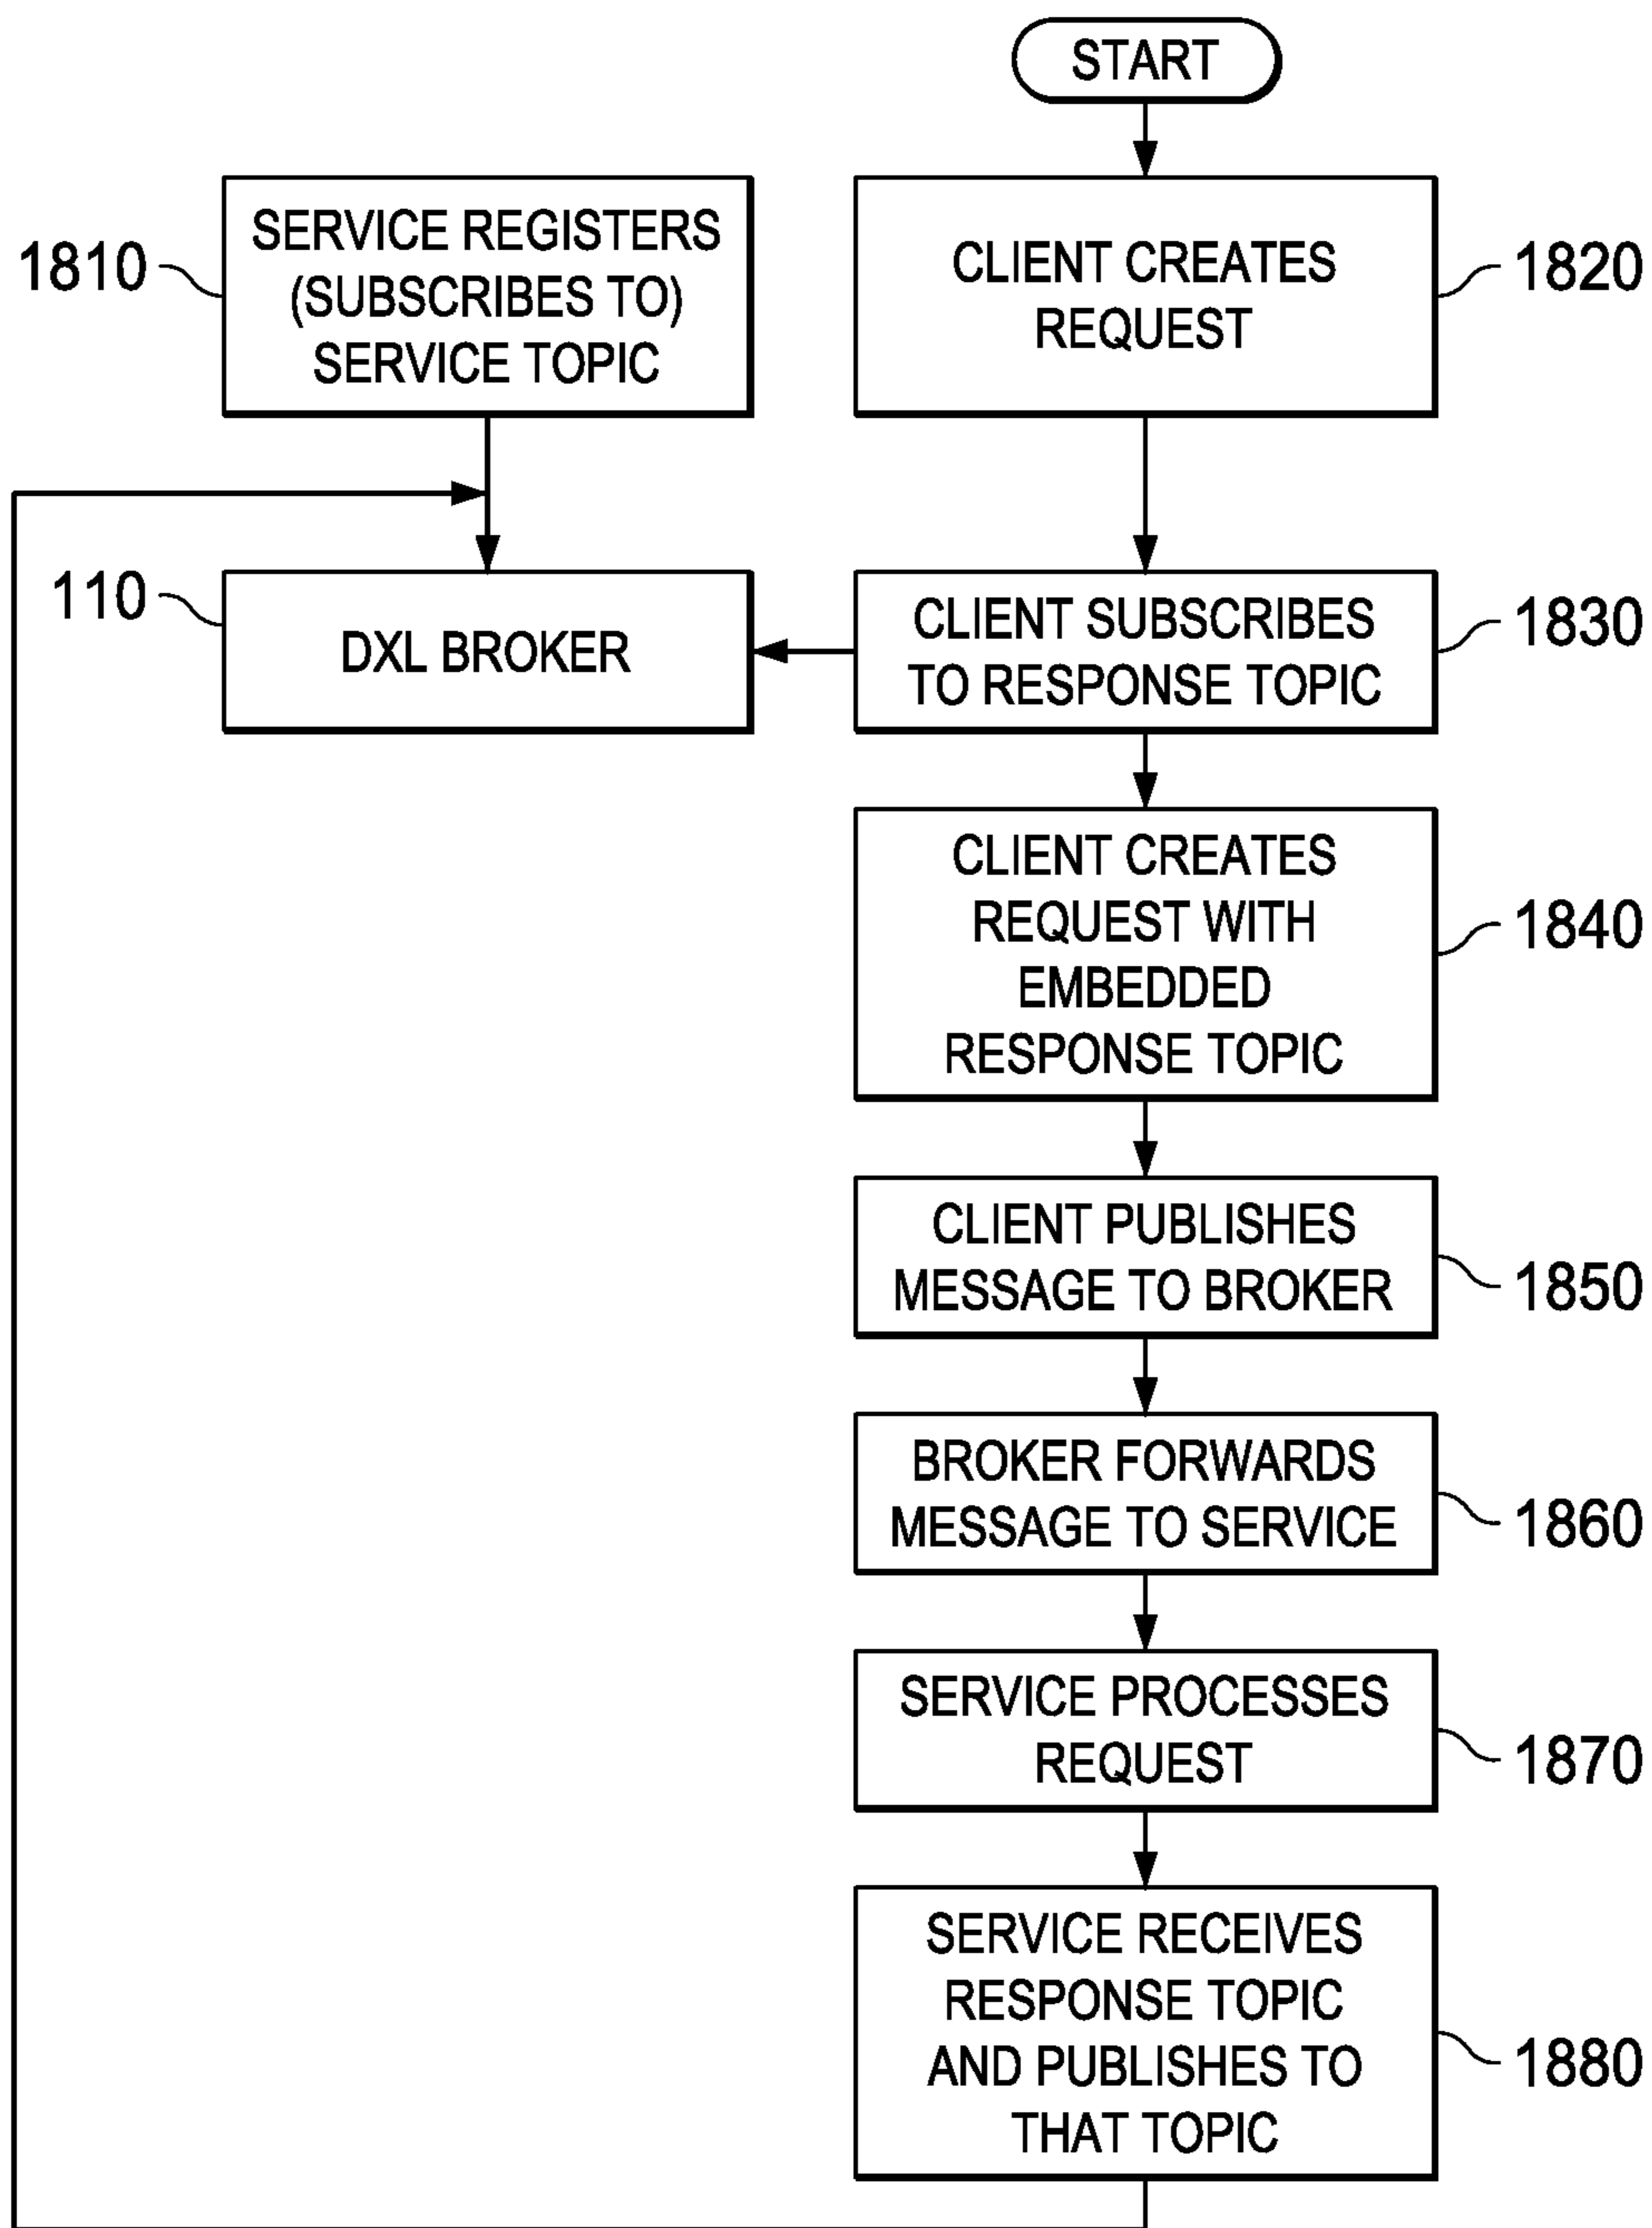 START
SERVICE REGISTERS
(SUBSCRIBES TO)
SERVICE TOPIC
1810
CLIENT CREATES
REQUEST
1820
110
DXL BROKER
CLIENT SUBSCRIBES
TO RESPONSE TOPIC
1830
CLIENT CREATES
REQUEST WITH
EMBEDDED
RESPONSE TOPIC
1840
CLIENT PUBLISHES
MESSAGE TO BROKER
1850
BROKER FORWARDS
MESSAGE TO SERVICE
1860
SERVICE PROCESSES
REQUEST
1870
SERVICE RECEIVES
RESPONSE TOPIC
AND PUBLISHES TO
THAT TOPIC
1880